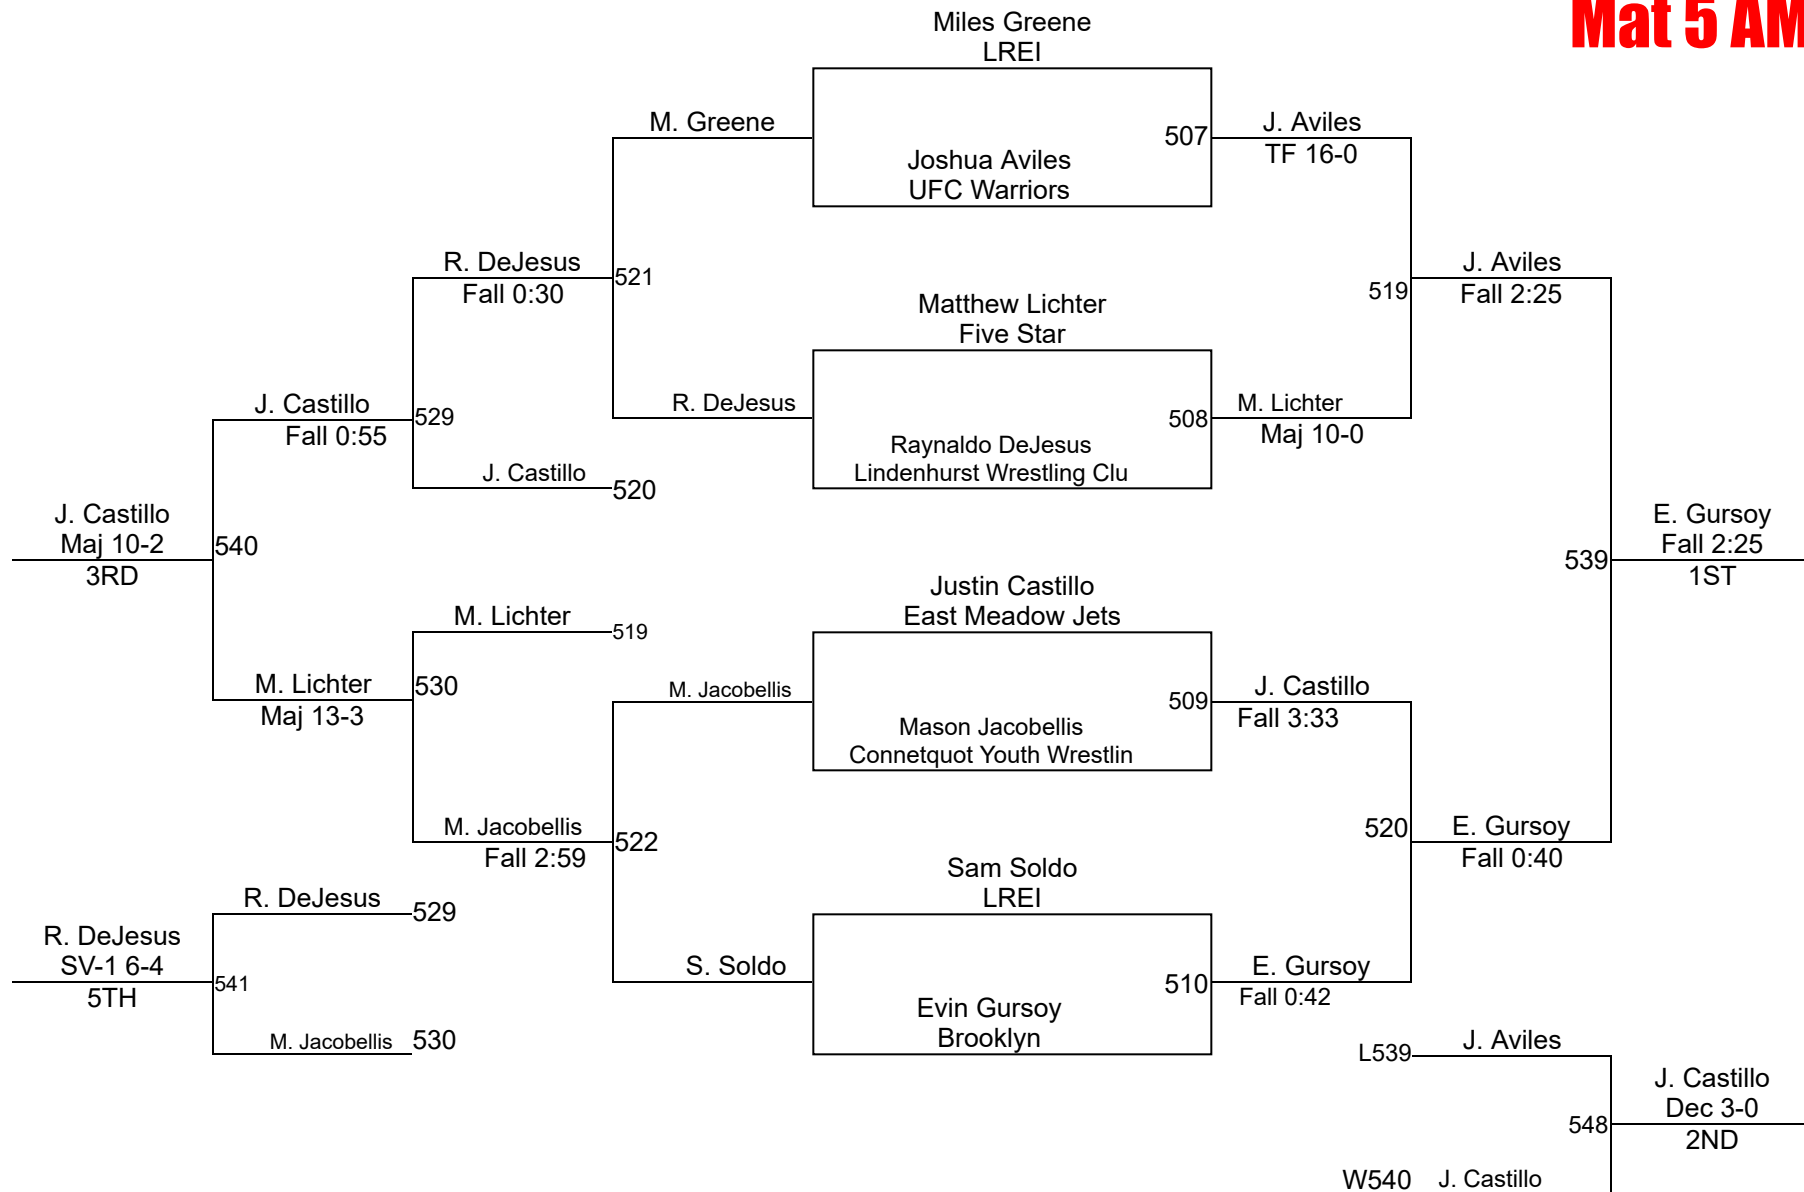 Mat 5 AM
Miles Greene
LREI
M. Greene
507
J. Aviles
TF 16-0
Joshua Aviles
UFC Warriors
R. DeJesus
Fall 0:30
521
519
J. Aviles
Fall 2:25
Matthew Lichter
Five Star
J. Castillo
Fall 0:55
529
R. DeJesus
508
M. Lichter
Maj 10-0
Raynaldo DeJesus
Lindenhurst Wrestling Clu
J. Castillo
520
J. Castillo
Maj 10-2
3RD
540
539
E. Gursoy
Fall 2:25
1ST
Justin Castillo
East Meadow Jets
M. Lichter
519
M. Lichter
Maj 13-3
530
M. Jacobellis
509
J. Castillo
Fall 3:33
Mason Jacobellis
Connetquot Youth Wrestlin
M. Jacobellis
Fall 2:59
522
520
E. Gursoy
Fall 0:40
Sam Soldo
LREI
R. DeJesus
529
R. DeJesus
SV-1 6-4
5TH
541
S. Soldo
510
E. Gursoy
Fall 0:42
Evin Gursoy
Brooklyn
M. Jacobellis
530
L539
J. Aviles
J. Castillo
Dec 3-0
2ND
548
W540
J. Castillo